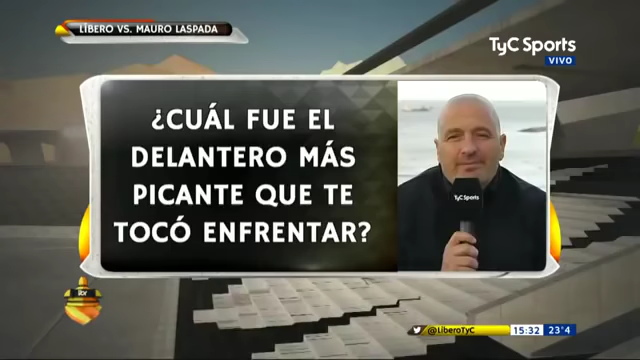 LÍBERO VS. MAURO LASPADA
TyC Sports
VIVO
¿CUÁL FUE EL
DELANTERO MÁS
PICANTE QUE TE
TOCÓ ENFRENTAR?
TyC Sports
@LiberoTyC
15:32
23°4